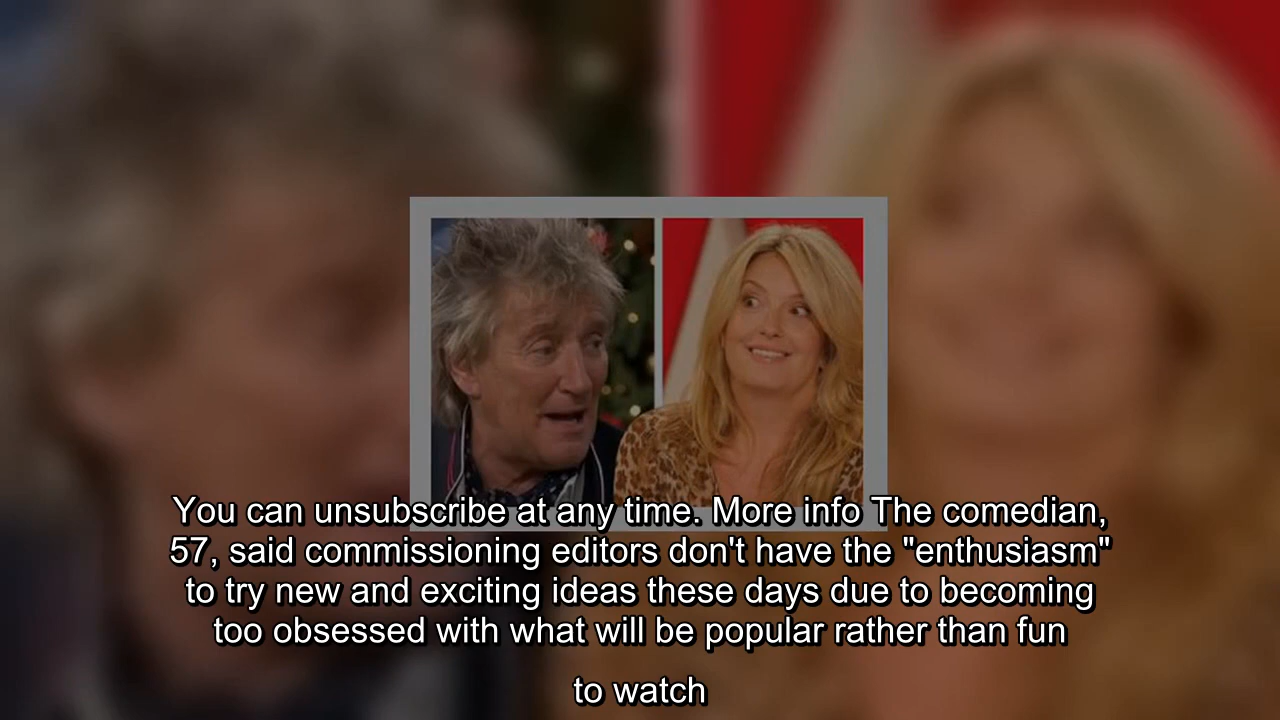 You can unsubscribe at any time. More info The comedian,
57, said commissioning editors don't have the "enthusiasm"
to try new and exciting ideas these days due to becoming
too obsessed with what will be popular rather than fun
to watch